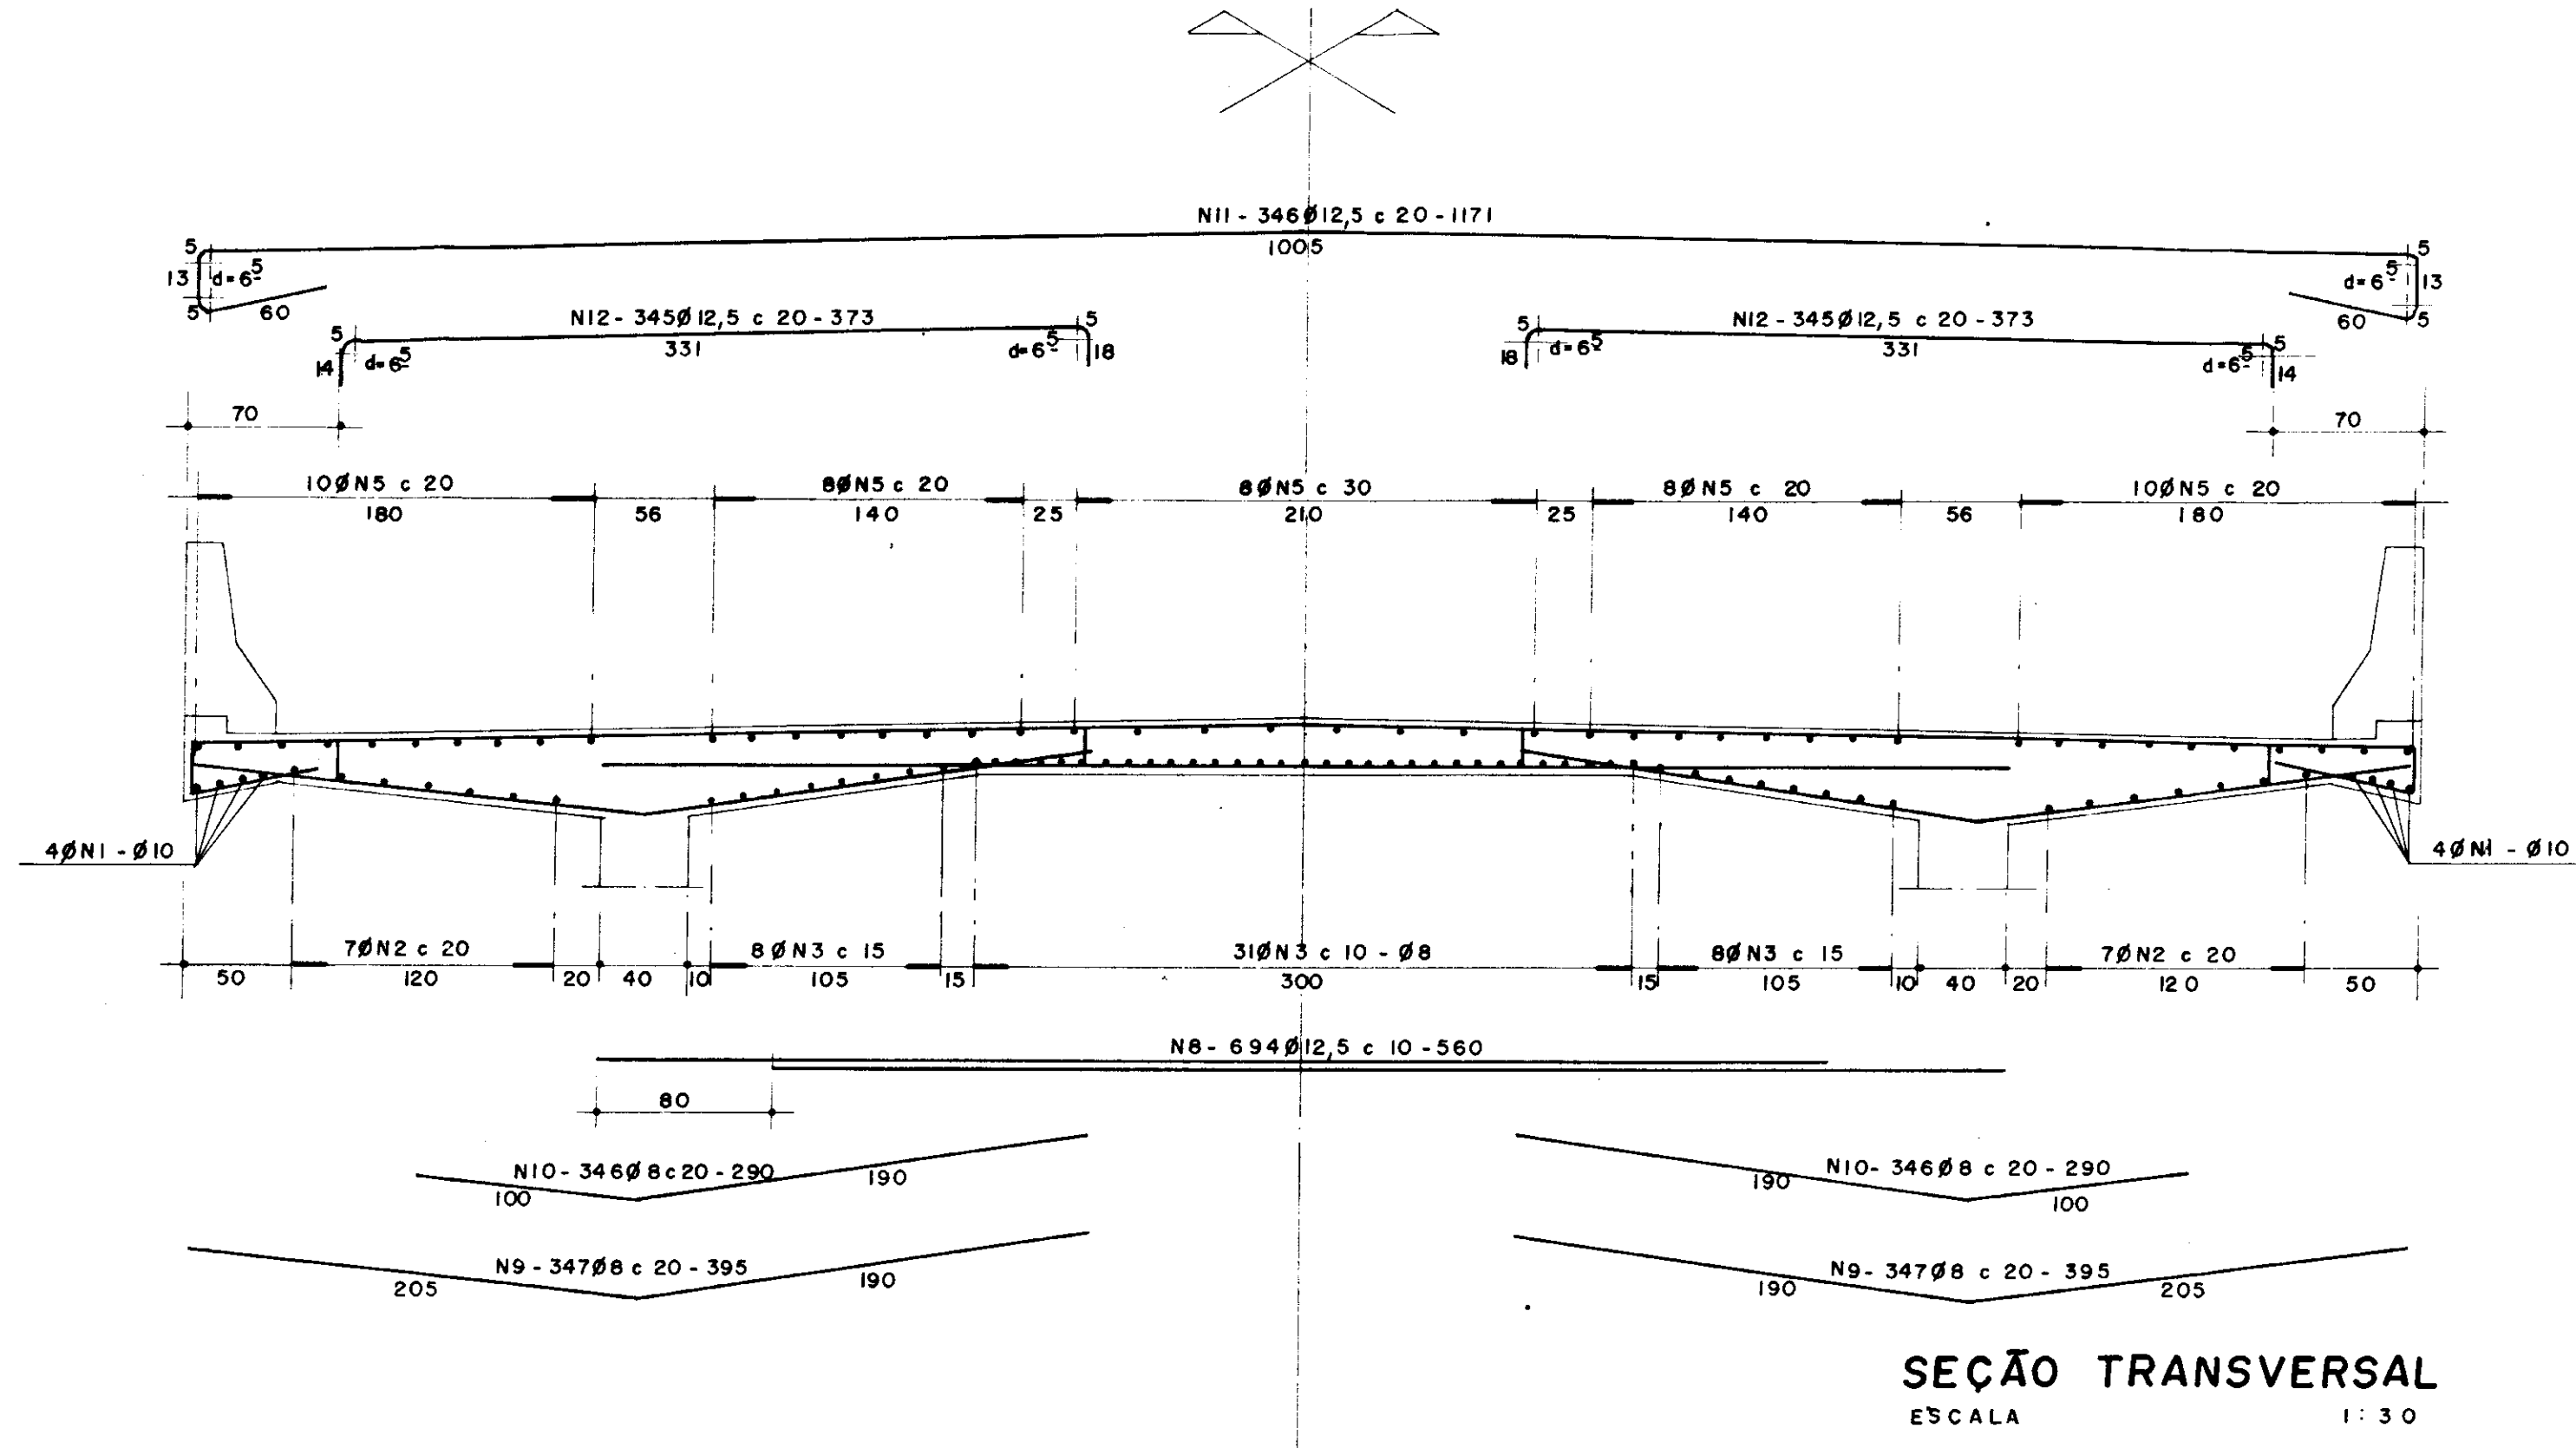 N11 - 346Ø12,5 c 20 - 1171
1005
5 5
13 d=6⁵ d=6⁵ 13
5 60 60 5
N12 - 345Ø12,5 c 20 - 373 N12 - 345Ø12,5 c 20 - 373
5 331 5 5 331 5
14 d=6⁵ d=6⁵ 18 18 d=6⁵ d=6⁵ 14
70 70
10ØN5 c 20 8ØN5 c 20 8ØN5 c 30 8ØN5 c 20 10ØN5 c 20
180 56 140 25 210 25 140 56 180
4ØN1 - Ø10 4ØN1 - Ø10
7ØN2 c 20 8ØN3 c 15 31ØN3 c 10 - Ø8 8ØN3 c 15 7ØN2 c 20
50 120 20 40 10 105 15 300 15 105 10 40 20 120 50
N8 - 694Ø12,5 c 10 - 560
80
N10 - 346Ø8 c 20 - 290 N10 - 346Ø8 c 20 - 290
100 190 190 100
N9 - 347Ø8 c 20 - 395 N9 - 347Ø8 c 20 - 395
205 190 190 205
SEÇÃO TRANSVERSAL
ESCALA 1:30